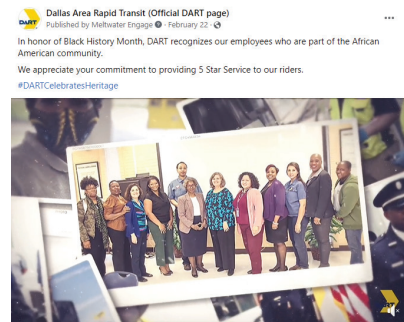 DART
Dallas Area Rapid Transit (Official DART page)
Published by Meltwater Engage · February 22 ·
In honor of Black History Month, DART recognizes our employees who are part of the African
American community.
We appreciate your commitment to providing 5 Star Service to our riders.
#DARTCelebratesHeritage